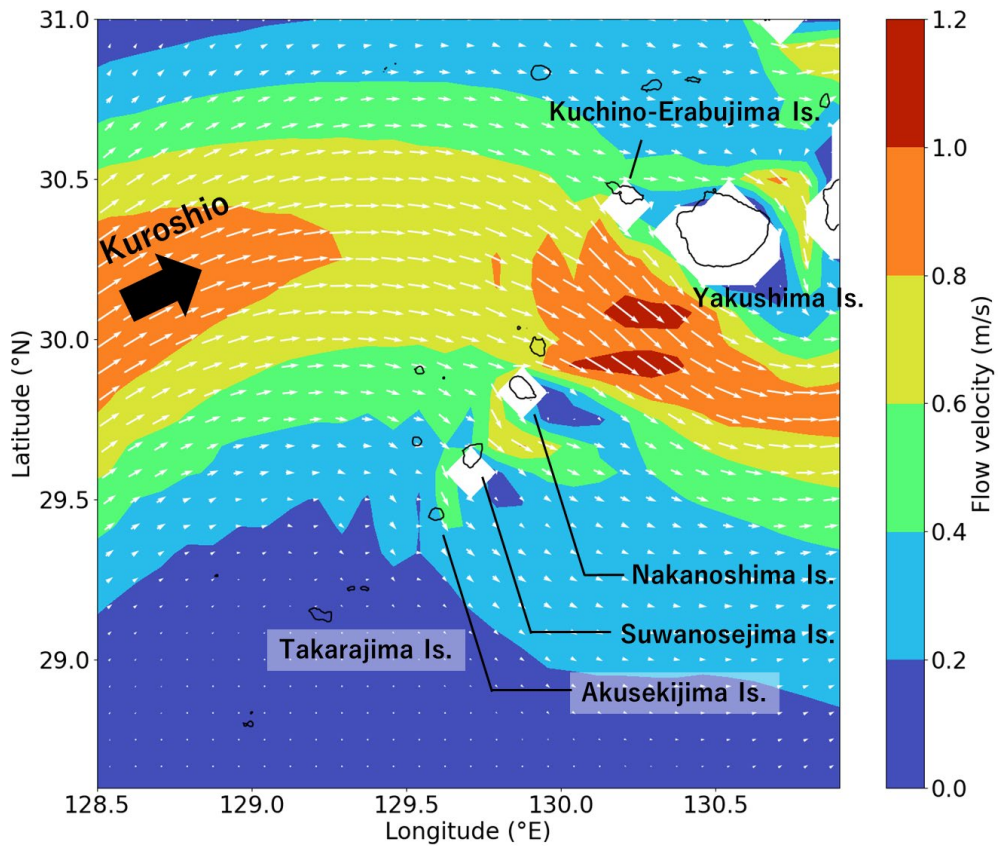 31.0
30.5
30.0
29.5
29.0
Latitude (°N)
128.5
129.0
129.5
130.0
130.5
Longitude (°E)
Kuroshio
Kuchino-Erabujima Is.
Yakushima Is.
Nakanoshima Is.
Suwanosejima Is.
Takarajima Is.
Akusekijima Is.
1.2
1.0
0.8
0.6
0.4
0.2
0.0
Flow velocity (m/s)